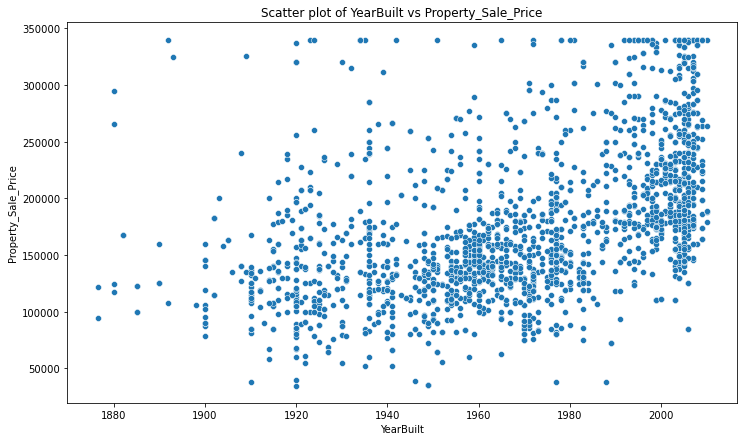 Scatter plot of YearBuilt vs Property_Sale_Price
350000
300000
250000
200000
150000
100000
50000
Property_Sale_Price
1880 1900 1920 1940 1960 1980 2000
YearBuilt